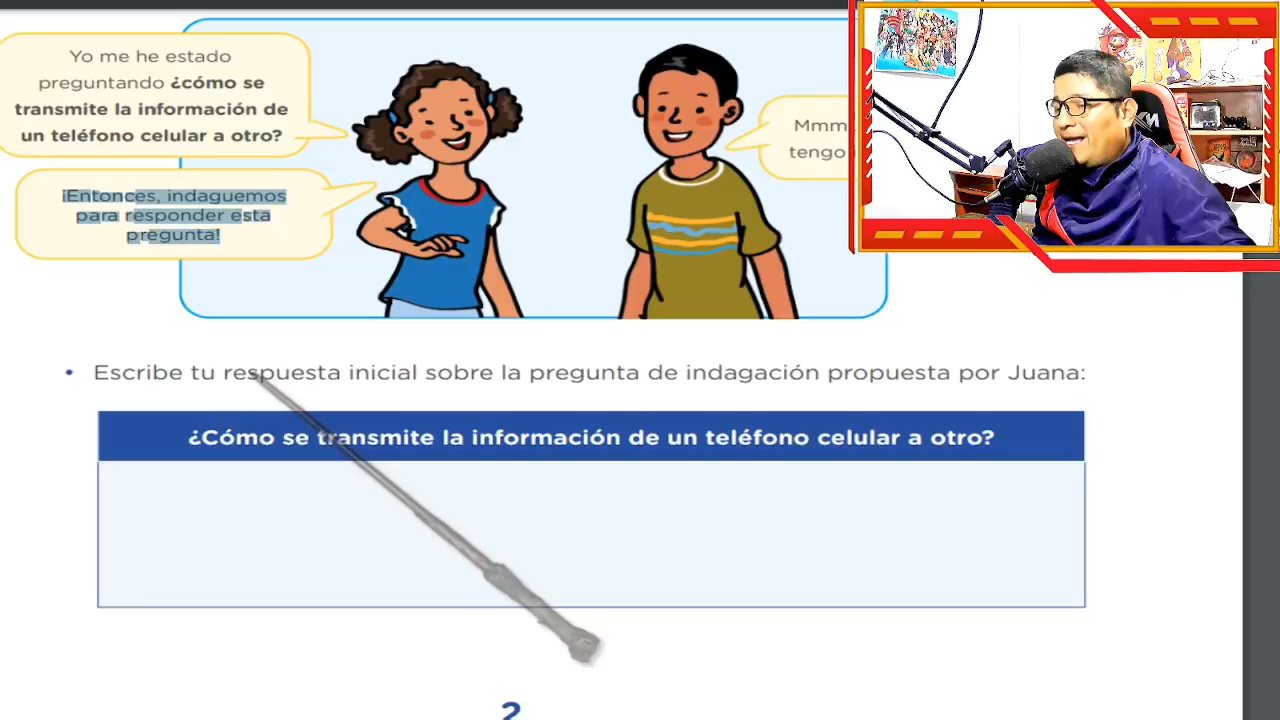 Yo me he estado
preguntando ¿cómo se
transmite la información de
un teléfono celular a otro?
¡Entonces, indaguemos
para responder esta
pregunta!
Mmm
tengo
• Escribe tu respuesta inicial sobre la pregunta de indagación propuesta por Juana:
¿Cómo se transmite la información de un teléfono celular a otro?
2